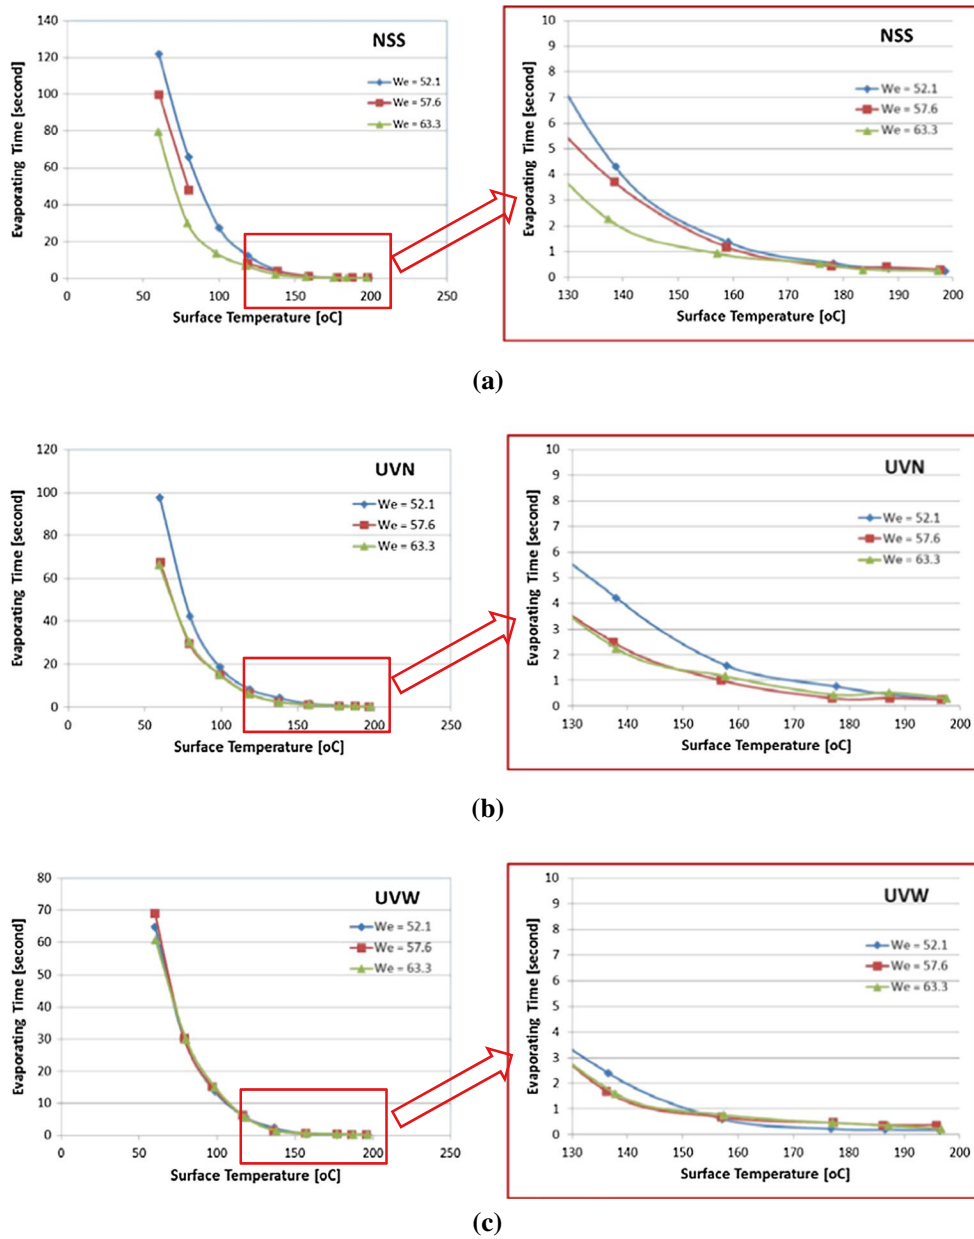 NSS
Evaporating Time [second]
140
120
100
80
60
40
20
0
We = 52.1
We = 57.6
We = 63.3
0 50 100 150 200 250
Surface Temperature [oC]
NSS
Evaporating Time [second]
10
9
8
7
6
5
4
3
2
1
0
We = 52.1
We = 57.6
We = 63.3
130 140 150 160 170 180 190 200
Surface Temperature [oC]
(a)
UVN
Evaporating Time [second]
120
100
80
60
40
20
0
We = 52.1
We = 57.6
We = 63.3
0 50 100 150 200 250
Surface Temperature [oC]
UVN
Evaporating Time [second]
10
9
8
7
6
5
4
3
2
1
0
We = 52.1
We = 57.6
We = 63.3
130 140 150 160 170 180 190 200
Surface Temperature [oC]
(b)
UVW
Evaporating Time [second]
80
70
60
50
40
30
20
10
0
We = 52.1
We = 57.6
We = 63.3
0 50 100 150 200 250
Surface Temperature [oC]
UVW
Evaporating Time [second]
10
9
8
7
6
5
4
3
2
1
0
We = 52.1
We = 57.6
We = 63.3
130 140 150 160 170 180 190 200
Surface Temperature [oC]
(c)